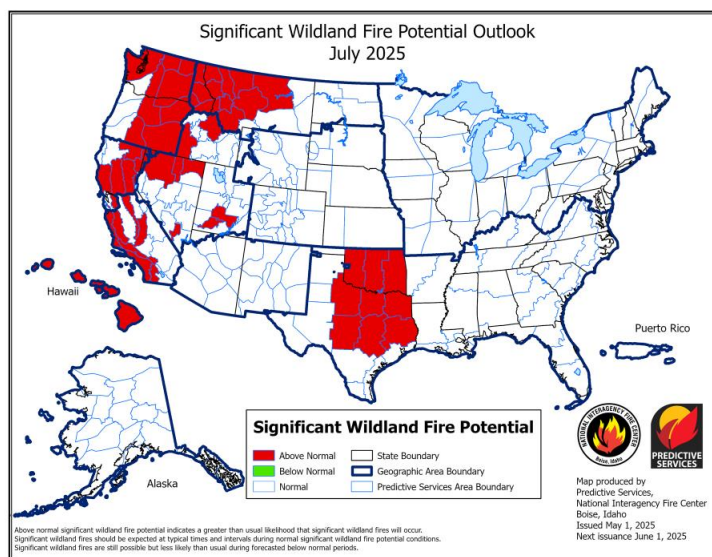 Significant Wildland Fire Potential Outlook
July 2025
Hawaii
Puerto Rico
Alaska
Significant Wildland Fire Potential
Above Normal
Below Normal
Normal
State Boundary
Geographic Area Boundary
Predictive Services Area Boundary
NATIONAL INTERAGENCY FIRE CENTER
Boise, Idaho
PREDICTIVE
SERVICES
Map produced by
Predictive Services,
National Interagency Fire Center
Boise, Idaho
Issued May 1, 2025
Next issuance June 1, 2025
Above normal significant wildland fire potential indicates a greater than usual likelihood that significant wildland fires will occur.
Significant wildland fires should be expected at typical times and intervals during normal significant wildland fire potential conditions.
Significant wildland fires are still possible but less likely than usual during forecasted below normal periods.